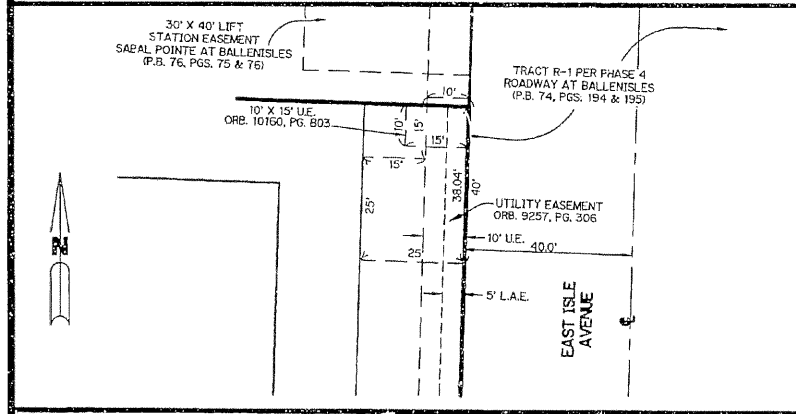 30' X 40' LIFT
STATION EASEMENT
SABAL POINTE AT BALLENISLES
(P.B. 76, PGS. 75 & 76)
TRACT R-1 PER PHASE 4
ROADWAY AT BALLENISLES
(P.B. 74, PGS. 194 & 195)
10'
10' X 15' U.E.
ORB. 10160, PG. 803
10'
15'
15'
15'
25'
38.04'
40'
UTILITY EASEMENT
ORB. 9257, PG. 306
10' U.E.
40.0'
25'
5' L.A.E.
N
EAST ISLE
AVENUE